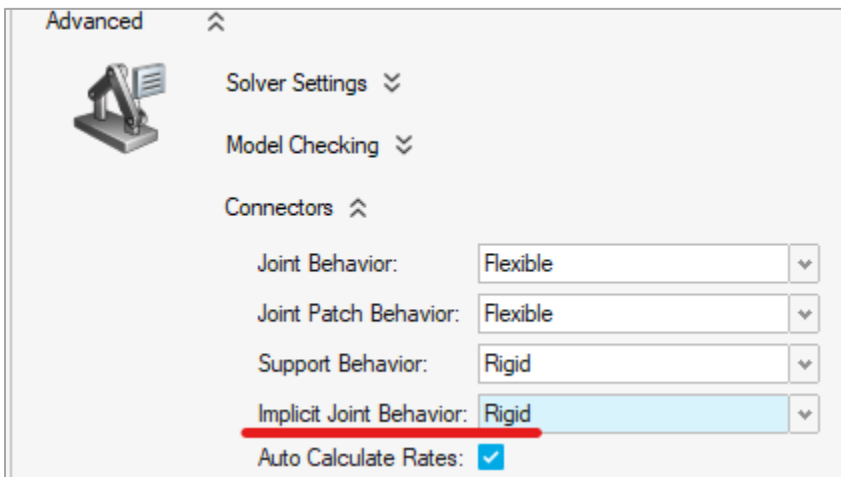 Advanced
Solver Settings
Model Checking
Connectors
Joint Behavior: Flexible
Joint Patch Behavior: Flexible
Support Behavior: Rigid
Implicit Joint Behavior: Rigid
Auto Calculate Rates: